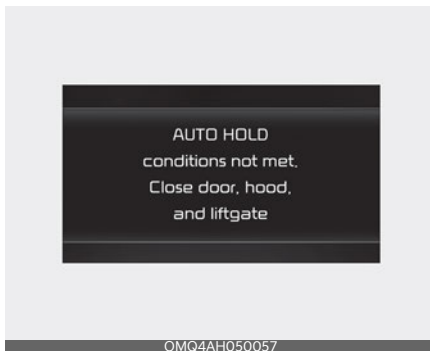 AUTO HOLD
conditions not met.
Close door, hood,
and liftgate
OMQ4AH050057